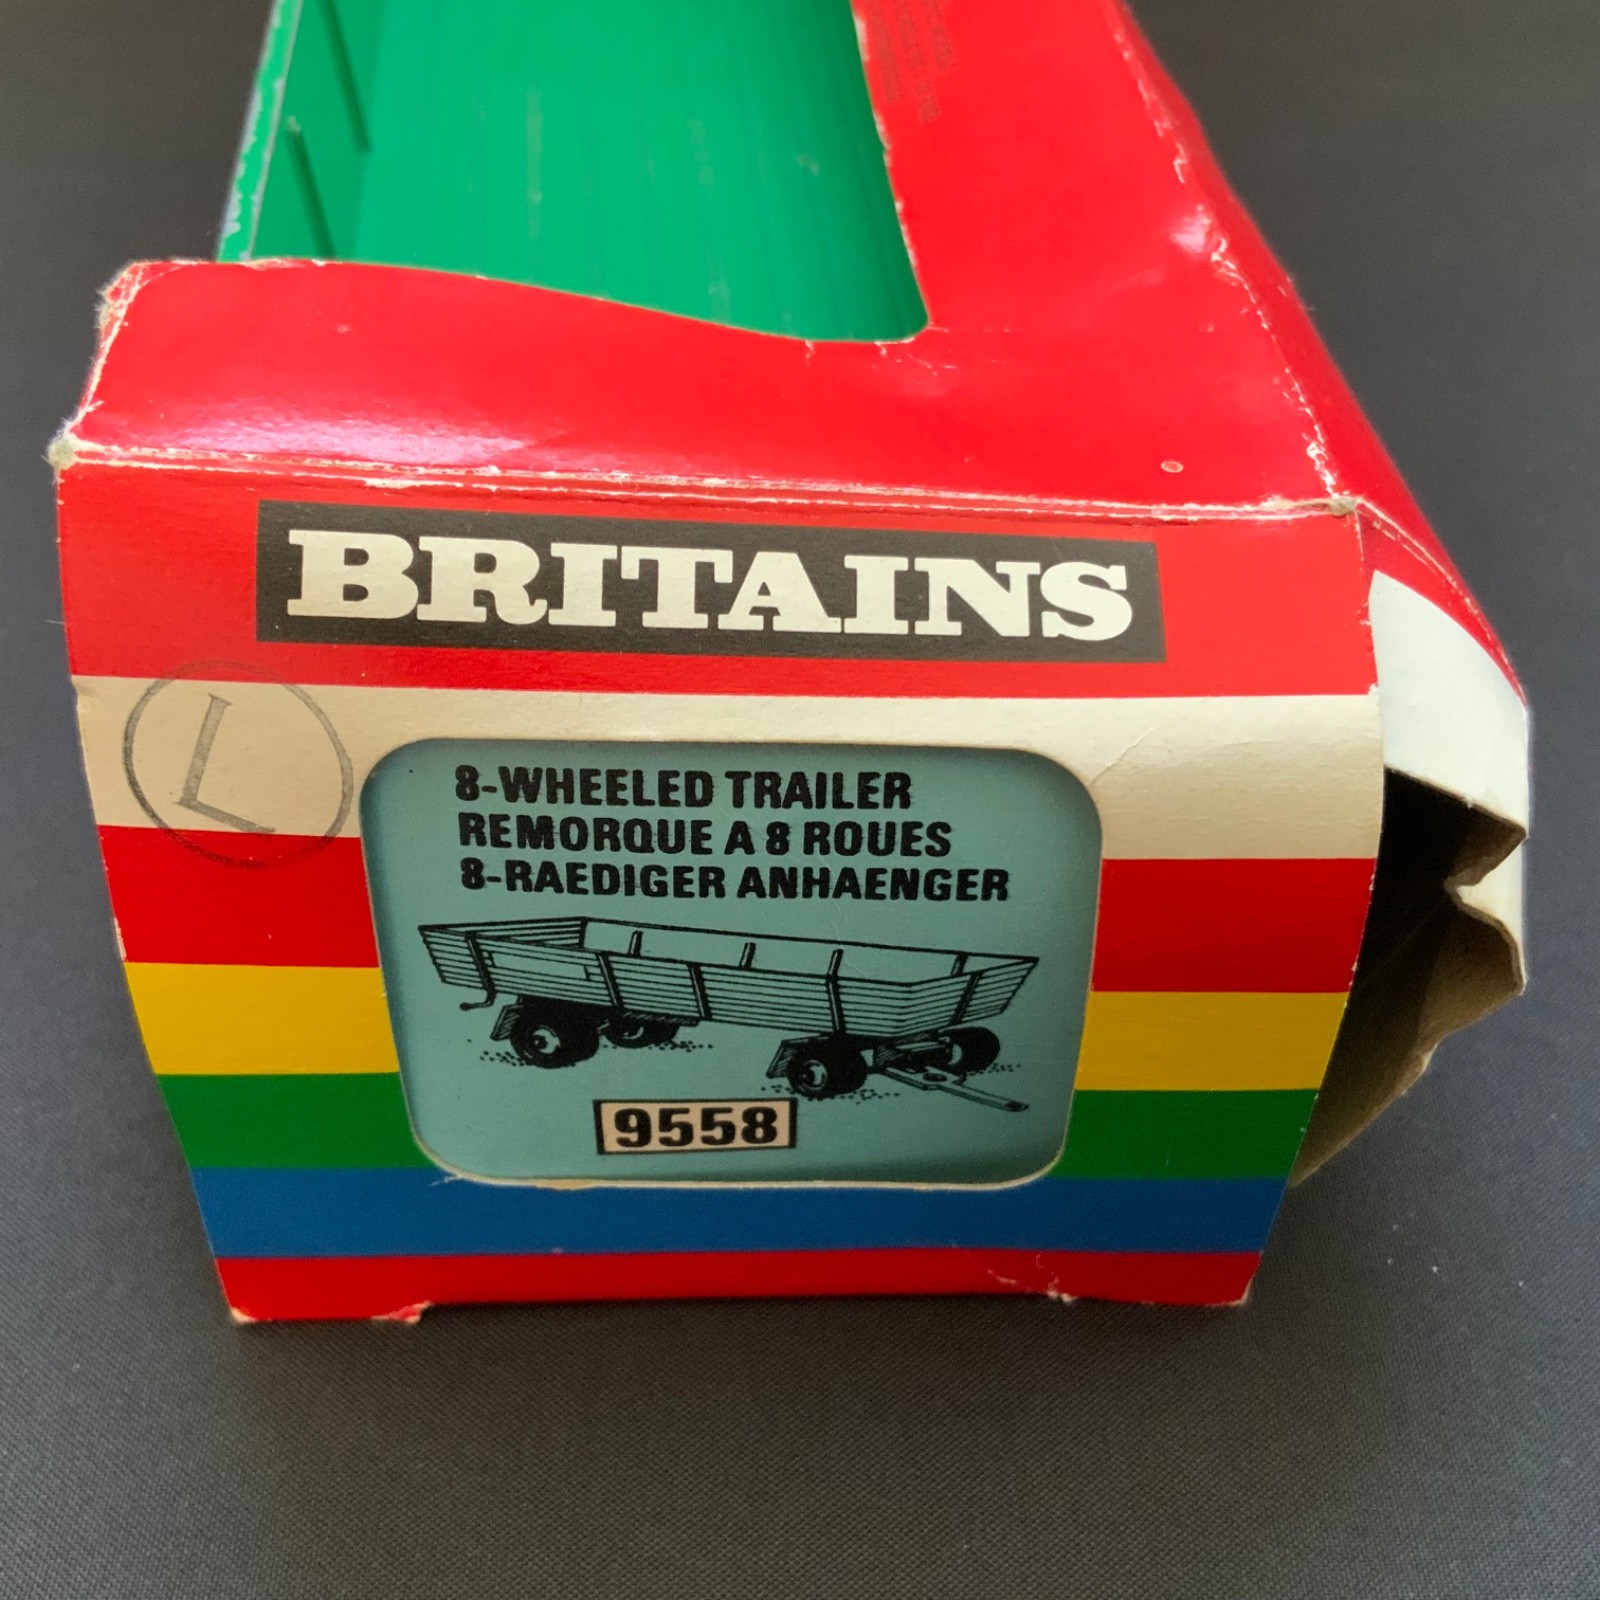 BRITAINS
L
8-WHEELED TRAILER
REMORQUE A 8 ROUES
8-RAEDIGER ANHAENGER
9558